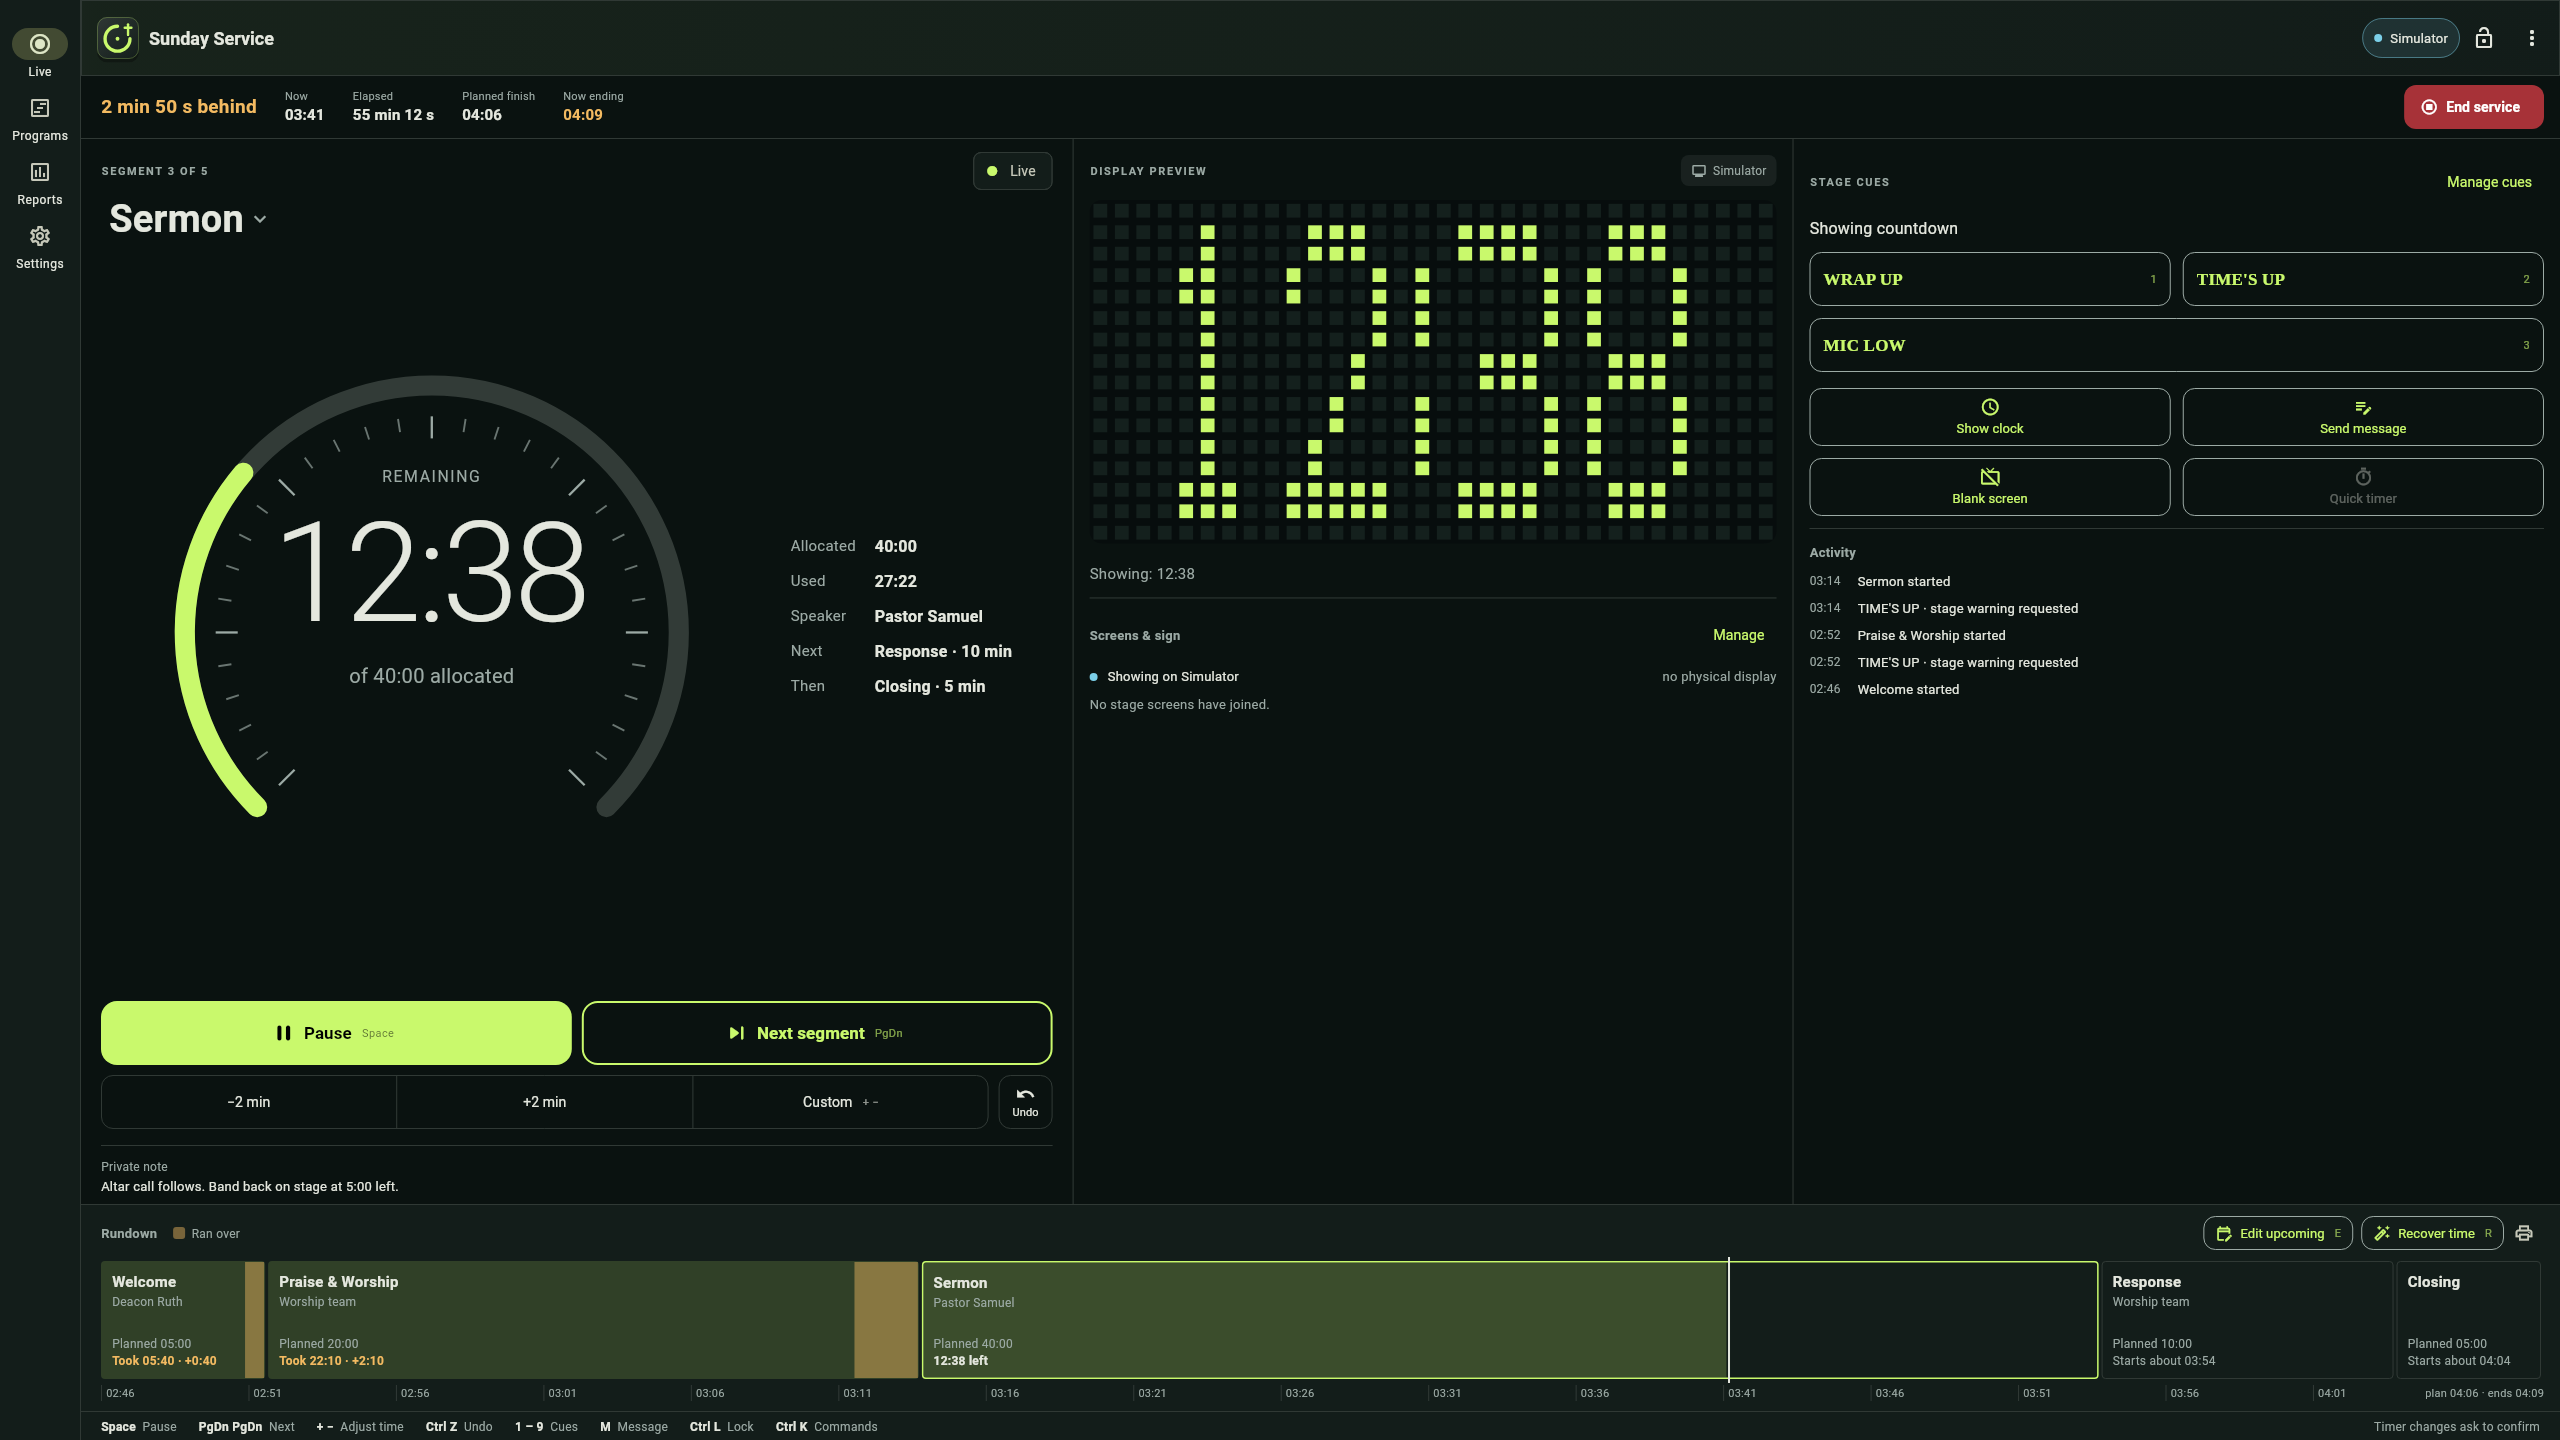 Live
Programs
Reports
Settings
Sunday Service
Simulator
2 min 50 s behind
Now
03:41
Elapsed
55 min 12 s
Planned finish
04:06
Now ending
04:09
End service
SEGMENT 3 OF 5
Live
Sermon
REMAINING
12:38
of 40:00 allocated
Allocated 40:00
Used 27:22
Speaker Pastor Samuel
Next Response · 10 min
Then Closing · 5 min
Pause Space
Next segment PgDn
−2 min
+2 min
Custom + −
Undo
Private note
Altar call follows. Band back on stage at 5:00 left.
DISPLAY PREVIEW
Simulator
1238
Showing: 12:38
Screens & sign
Manage
Showing on Simulator
no physical display
No stage screens have joined.
STAGE CUES
Manage cues
Showing countdown
WRAP UP 1
TIME'S UP 2
MIC LOW 3
Show clock
Send message
Blank screen
Quick timer
Activity
03:14 Sermon started
03:14 TIME'S UP · stage warning requested
02:52 Praise & Worship started
02:52 TIME'S UP · stage warning requested
02:46 Welcome started
Rundown
Ran over
Edit upcoming E
Recover time R
Welcome
Deacon Ruth
Planned 05:00
Took 05:40 · +0:40
Praise & Worship
Worship team
Planned 20:00
Took 22:10 · +2:10
Sermon
Pastor Samuel
Planned 40:00
12:38 left
Response
Worship team
Planned 10:00
Starts about 03:54
Closing
Planned 05:00
Starts about 04:04
02:46 02:51 02:56 03:01 03:06 03:11 03:16 03:21 03:26 03:31 03:36 03:41 03:46 03:51 03:56 04:01 plan 04:06 · ends 04:09
Space Pause PgDn PgDn Next + − Adjust time Ctrl Z Undo 1 – 9 Cues M Message Ctrl L Lock Ctrl K Commands
Timer changes ask to confirm